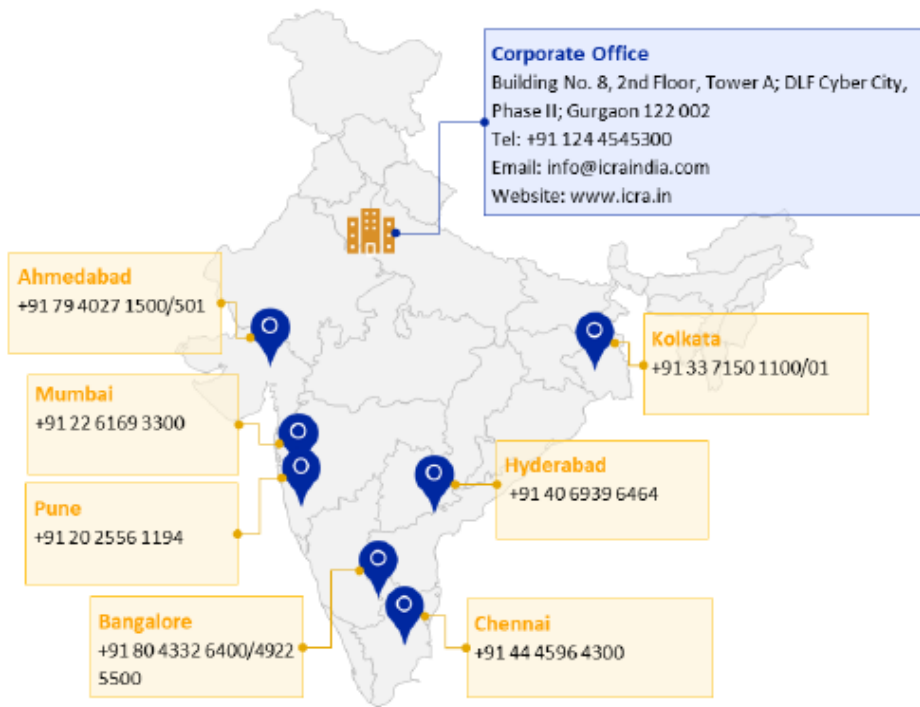 Corporate Office
Building No. 8, 2nd Floor, Tower A; DLF Cyber City,
Phase II; Gurgaon 122 002
Tel: +91 124 4545300
Email: info@icraindia.com
Website: www.icra.in
Ahmedabad
+91 79 4027 1500/501
Kolkata
+91 33 7150 1100/01
Mumbai
+91 22 6169 3300
Hyderabad
+91 40 6939 6464
Pune
+91 20 2556 1194
Bangalore
+91 80 4332 6400/4922
5500
Chennai
+91 44 4596 4300